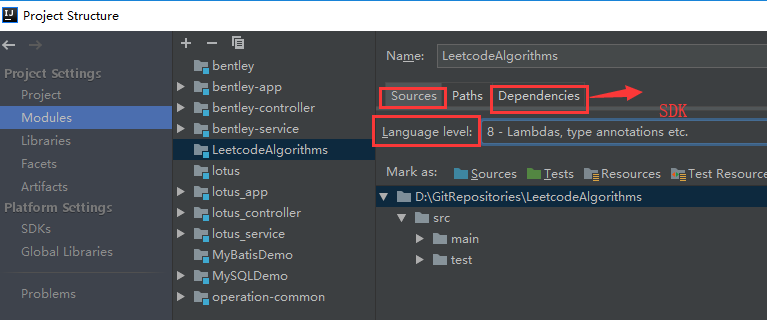 IJ Project Structure
+ −
Project Settings
Project
Modules
Libraries
Facets
Artifacts
Platform Settings
SDKs
Global Libraries
Problems
bentley
bentley-app
bentley-controller
bentley-service
LeetcodeAlgorithms
lotus
lotus_app
lotus_controller
lotus_service
MyBatisDemo
MySQLDemo
operation-common
Name: LeetcodeAlgorithms
Sources Paths Dependencies
SDK
Language level: 8 - Lambdas, type annotations etc.
Mark as: Sources Tests Resources Test Resource
D:\GitRepositories\LeetcodeAlgorithms
src
main
test